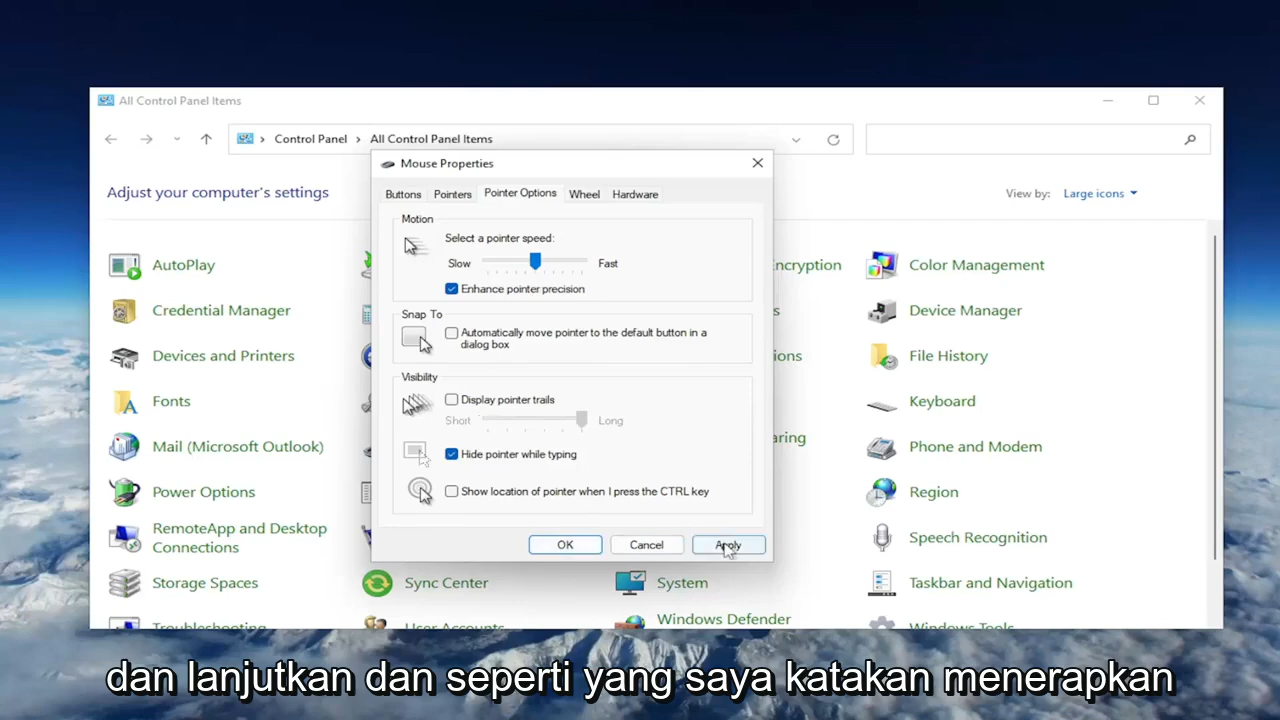 All Control Panel Items
Control Panel > All Control Panel Items
Adjust your computer's settings
View by: Large icons
Mouse Properties
Buttons Pointers Pointer Options Wheel Hardware
Motion
Select a pointer speed:
Slow Fast
Enhance pointer precision
Snap To
Automatically move pointer to the default button in a
dialog box
Visibility
Display pointer trails
Short Long
Hide pointer while typing
Show location of pointer when I press the CTRL key
OK Cancel Apply
AutoPlay
Credential Manager
Devices and Printers
Fonts
Mail (Microsoft Outlook)
Power Options
RemoteApp and Desktop
Connections
Storage Spaces
Troubleshooting
Sync Center
User Accounts
System
Windows Defender
Color Management
Device Manager
File History
Keyboard
Phone and Modem
Region
Speech Recognition
Taskbar and Navigation
Windows Tools
dan lanjutkan dan seperti yang saya katakan menerapkan